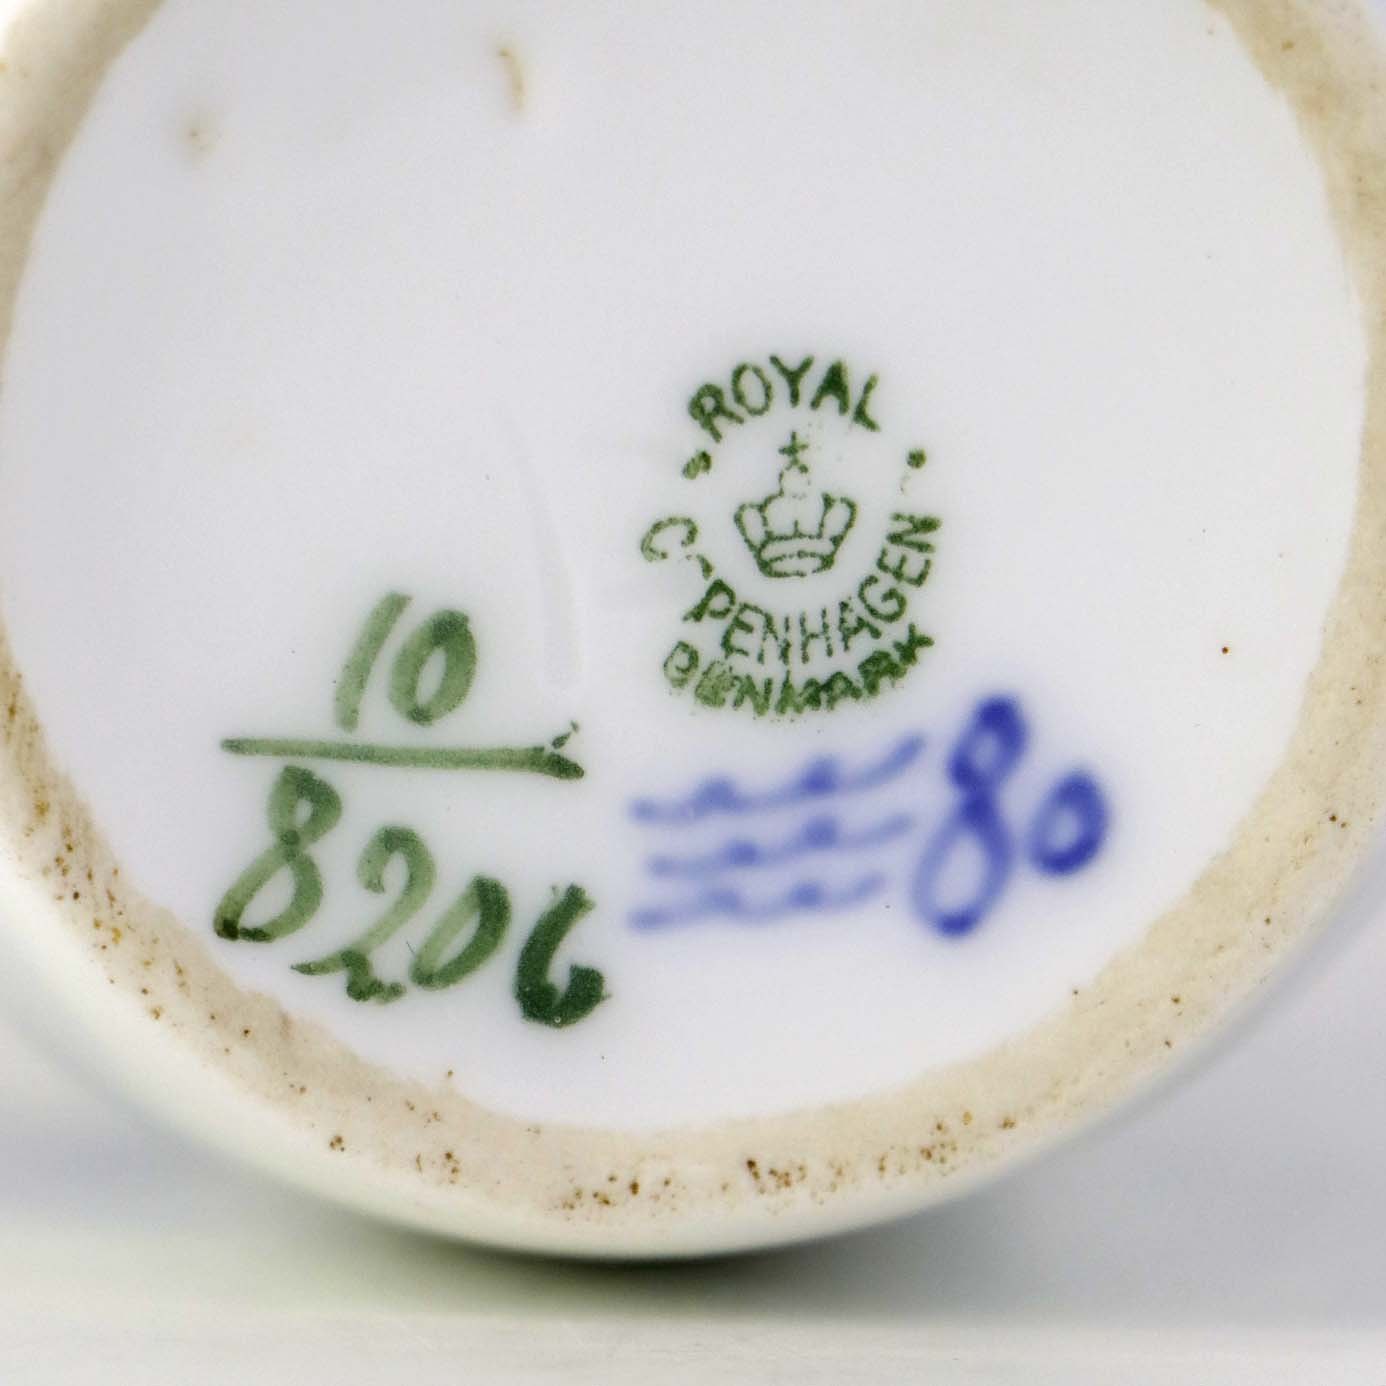 ROYAL
COPENHAGEN
DENMARK
10
8206
80